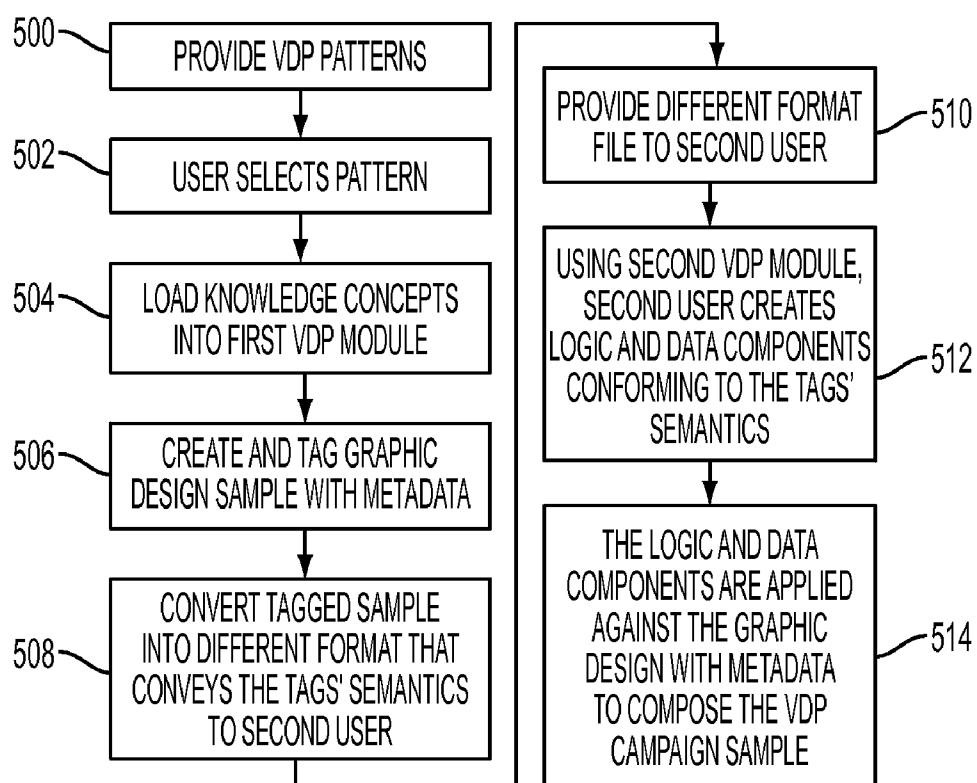 500
PROVIDE VDP PATTERNS
502
USER SELECTS PATTERN
504
LOAD KNOWLEDGE CONCEPTS
INTO FIRST VDP MODULE
506
CREATE AND TAG GRAPHIC
DESIGN SAMPLE WITH METADATA
508
CONVERT TAGGED SAMPLE
INTO DIFFERENT FORMAT THAT
CONVEYS THE TAGS' SEMANTICS
TO SECOND USER
PROVIDE DIFFERENT FORMAT
FILE TO SECOND USER
510
USING SECOND VDP MODULE,
SECOND USER CREATES
LOGIC AND DATA COMPONENTS
CONFORMING TO THE TAGS'
SEMANTICS
512
THE LOGIC AND DATA
COMPONENTS ARE APPLIED
AGAINST THE GRAPHIC
DESIGN WITH METADATA
TO COMPOSE THE VDP
CAMPAIGN SAMPLE
514